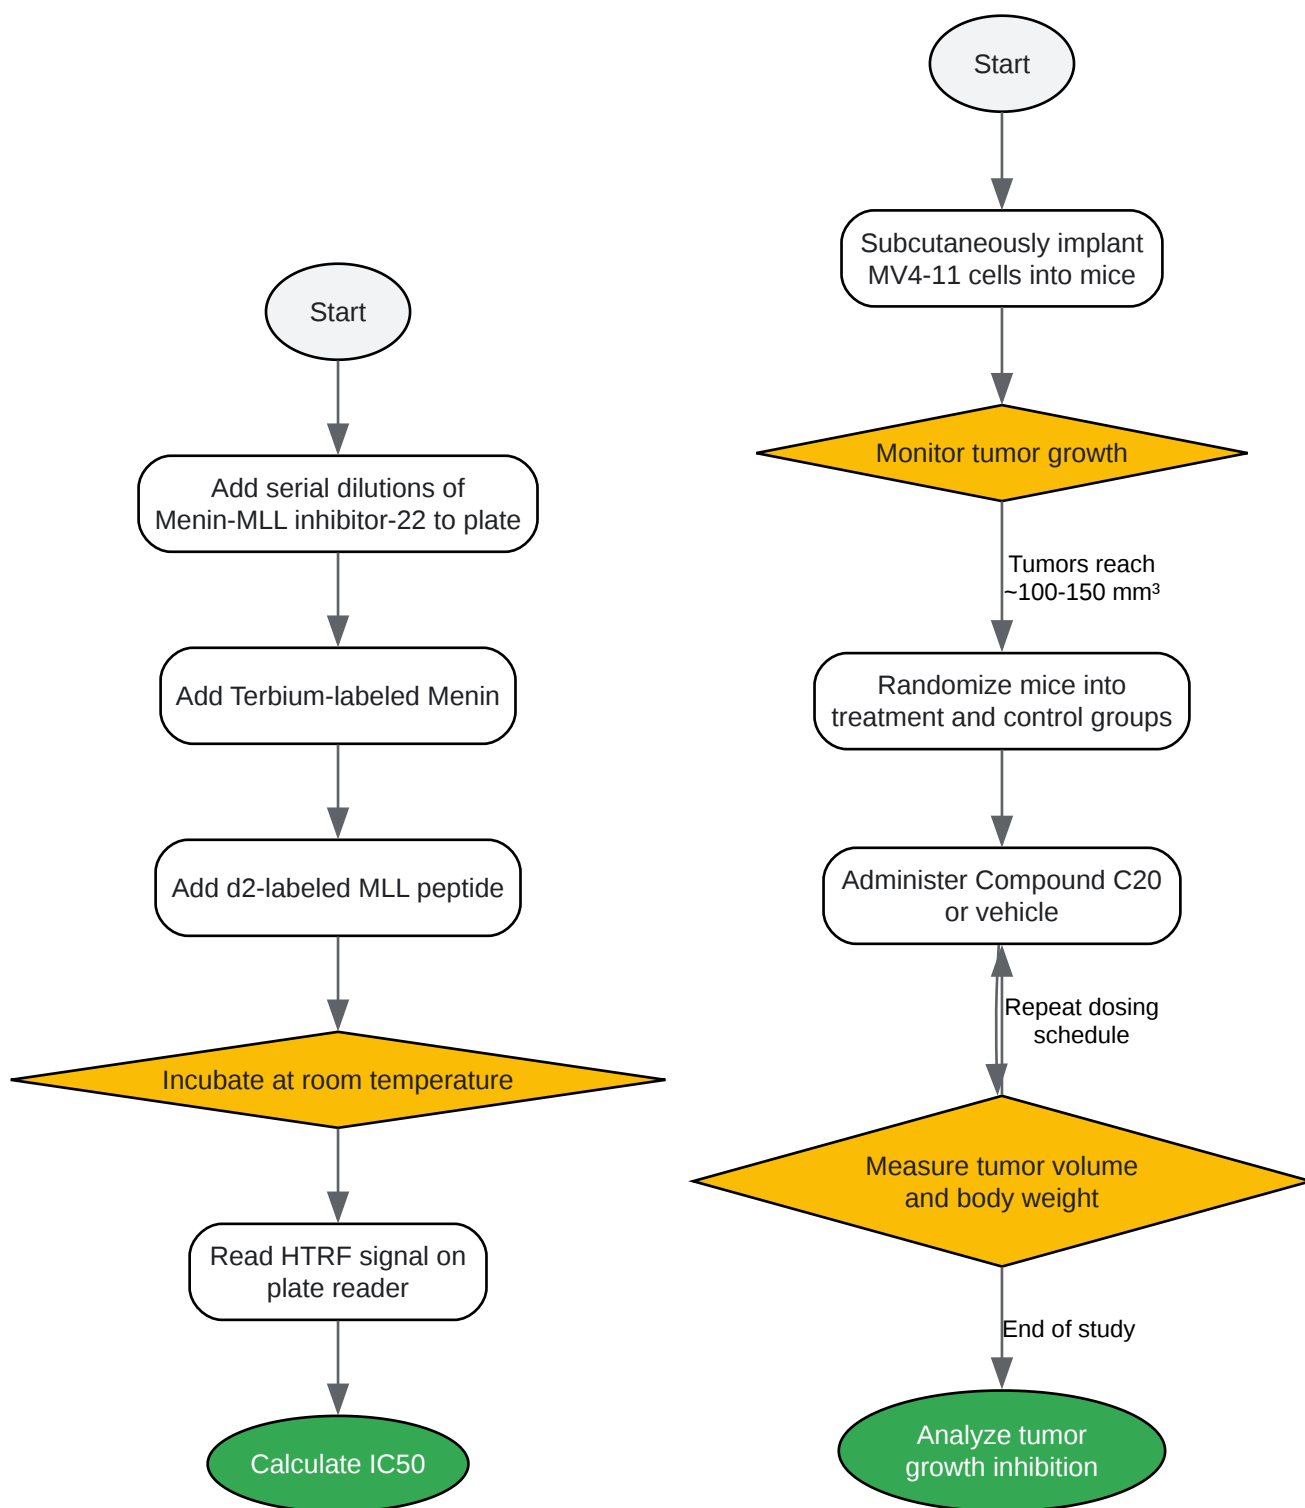 Start
Add serial dilutions of
Menin-MLL inhibitor-22 to plate
Add Terbium-labeled Menin
Add d2-labeled MLL peptide
Incubate at room temperature
Read HTRF signal on
plate reader
Calculate IC50
Start
Subcutaneously implant
MV4-11 cells into mice
Monitor tumor growth
Tumors reach
~100-150 mm³
Randomize mice into
treatment and control groups
Administer Compound C20
or vehicle
Repeat dosing
schedule
Measure tumor volume
and body weight
End of study
Analyze tumor
growth inhibition